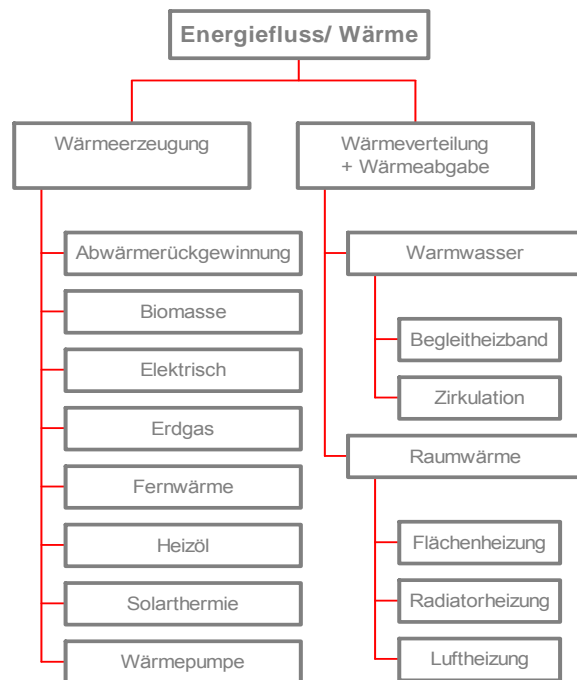 Energiefluss/ Wärme
Wärmeerzeugung
Abwärmerückgewinnung
Biomasse
Elektrisch
Erdgas
Fernwärme
Heizöl
Solarthermie
Wärmepumpe
Wärmeverteilung
+ Wärmeabgabe
Warmwasser
Begleitheizband
Zirkulation
Raumwärme
Flächenheizung
Radiatorheizung
Luftheizung